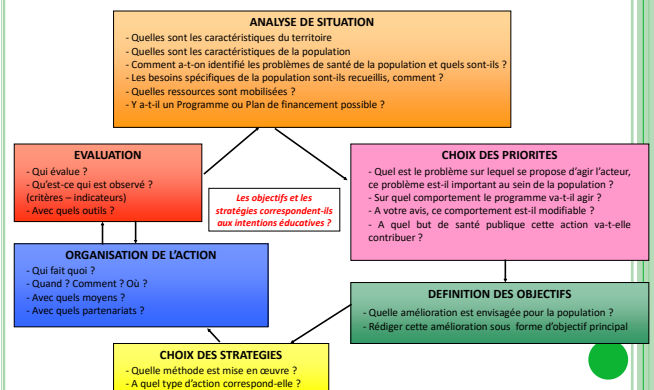 ANALYSE DE SITUATION
- Quelles sont les caractéristiques du territoire
- Quelles sont les caractéristiques de la population
- Comment a-t-on identifié les problèmes de santé de la population et quels sont-ils ?
- Les besoins spécifiques de la population sont-ils recueillis, comment ?
- Quelles ressources sont mobilisées ?
- Y a-t-il un Programme ou Plan de financement possible ?
EVALUATION
- Qui évalue ?
- Qu'est-ce qui est observé ?
(critères – indicateurs)
- Avec quels outils ?
Les objectifs et les
stratégies correspondent-ils
aux intentions éducatives ?
CHOIX DES PRIORITES
- Quel est le problème sur lequel se propose d'agir l'acteur,
ce problème est-il important au sein de la population ?
- Sur quel comportement le programme va-t-il agir ?
- A votre avis, ce comportement est-il modifiable ?
- A quel but de santé publique cette action va-t-elle
contribuer ?
ORGANISATION DE L'ACTION
- Qui fait quoi ?
- Quand ? Comment ? Où ?
- Avec quels moyens ?
- Avec quels partenariats ?
DEFINITION DES OBJECTIFS
- Quelle amélioration est envisagée pour la population ?
- Rédiger cette amélioration sous forme d'objectif principal
CHOIX DES STRATEGIES
- Quelle méthode est mise en œuvre ?
- A quel type d'action correspond-elle ?